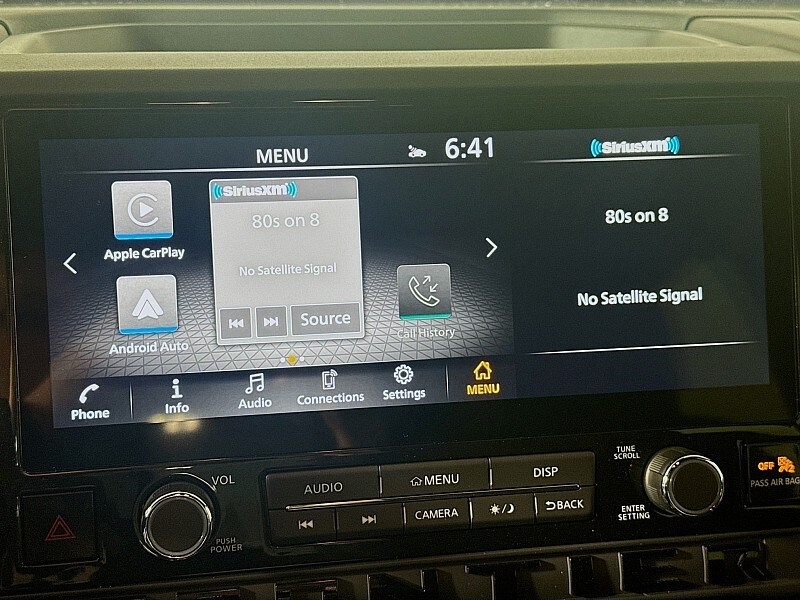 MENU
6:41
SiriusXM
SiriusXM
80s on 8
80s on 8
Apple CarPlay
No Satellite Signal
No Satellite Signal
Source
Android Auto
Call History
Phone
Info
Audio
Connections
Settings
MENU
VOL
AUDIO
MENU
DISP
TUNE
SCROLL
OFF
PASS AIR BAG
CAMERA
BACK
ENTER
SETTING
PUSH
POWER